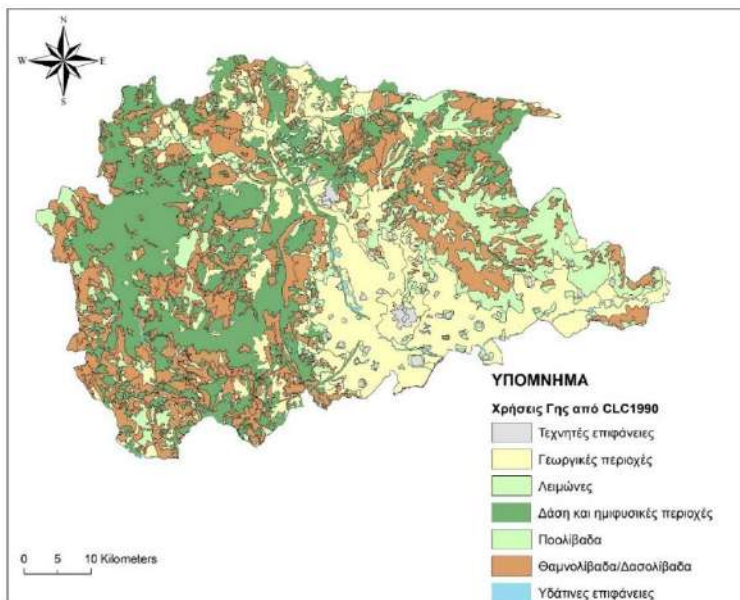 N
W E
S
ΥΠΟΜΝΗΜΑ
Χρήσεις Γης από CLC1990
Τεχνητές επιφάνειες
Γεωργικές περιοχές
Λειμώνες
Δάση και ημιφυσικές περιοχές
Ποολίβαδα
Θαμνολίβαδα/Δασολίβαδα
Υδάτινες επιφάνειες
0 5 10 Kilometers